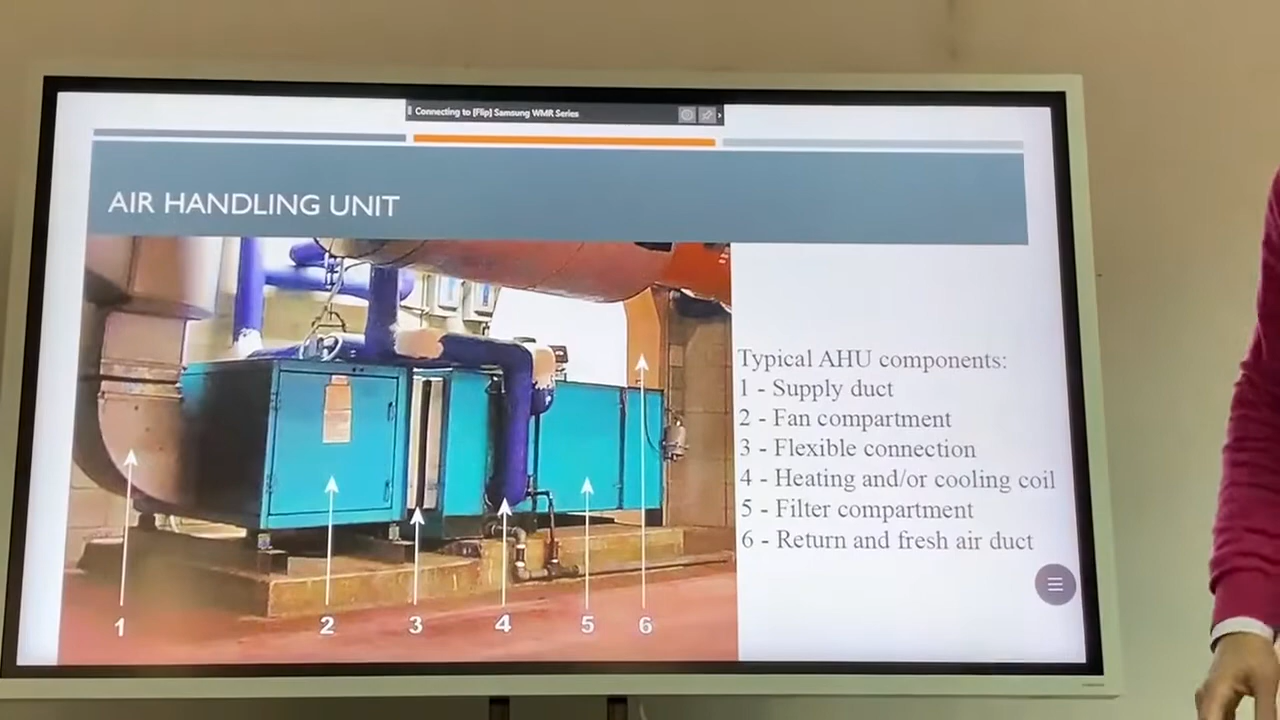 Connecting to [Flip] Samsung WMR Series
AIR HANDLING UNIT
Typical AHU components:
1 - Supply duct
2 - Fan compartment
3 - Flexible connection
4 - Heating and/or cooling coil
5 - Filter compartment
6 - Return and fresh air duct
1 2 3 4 5 6